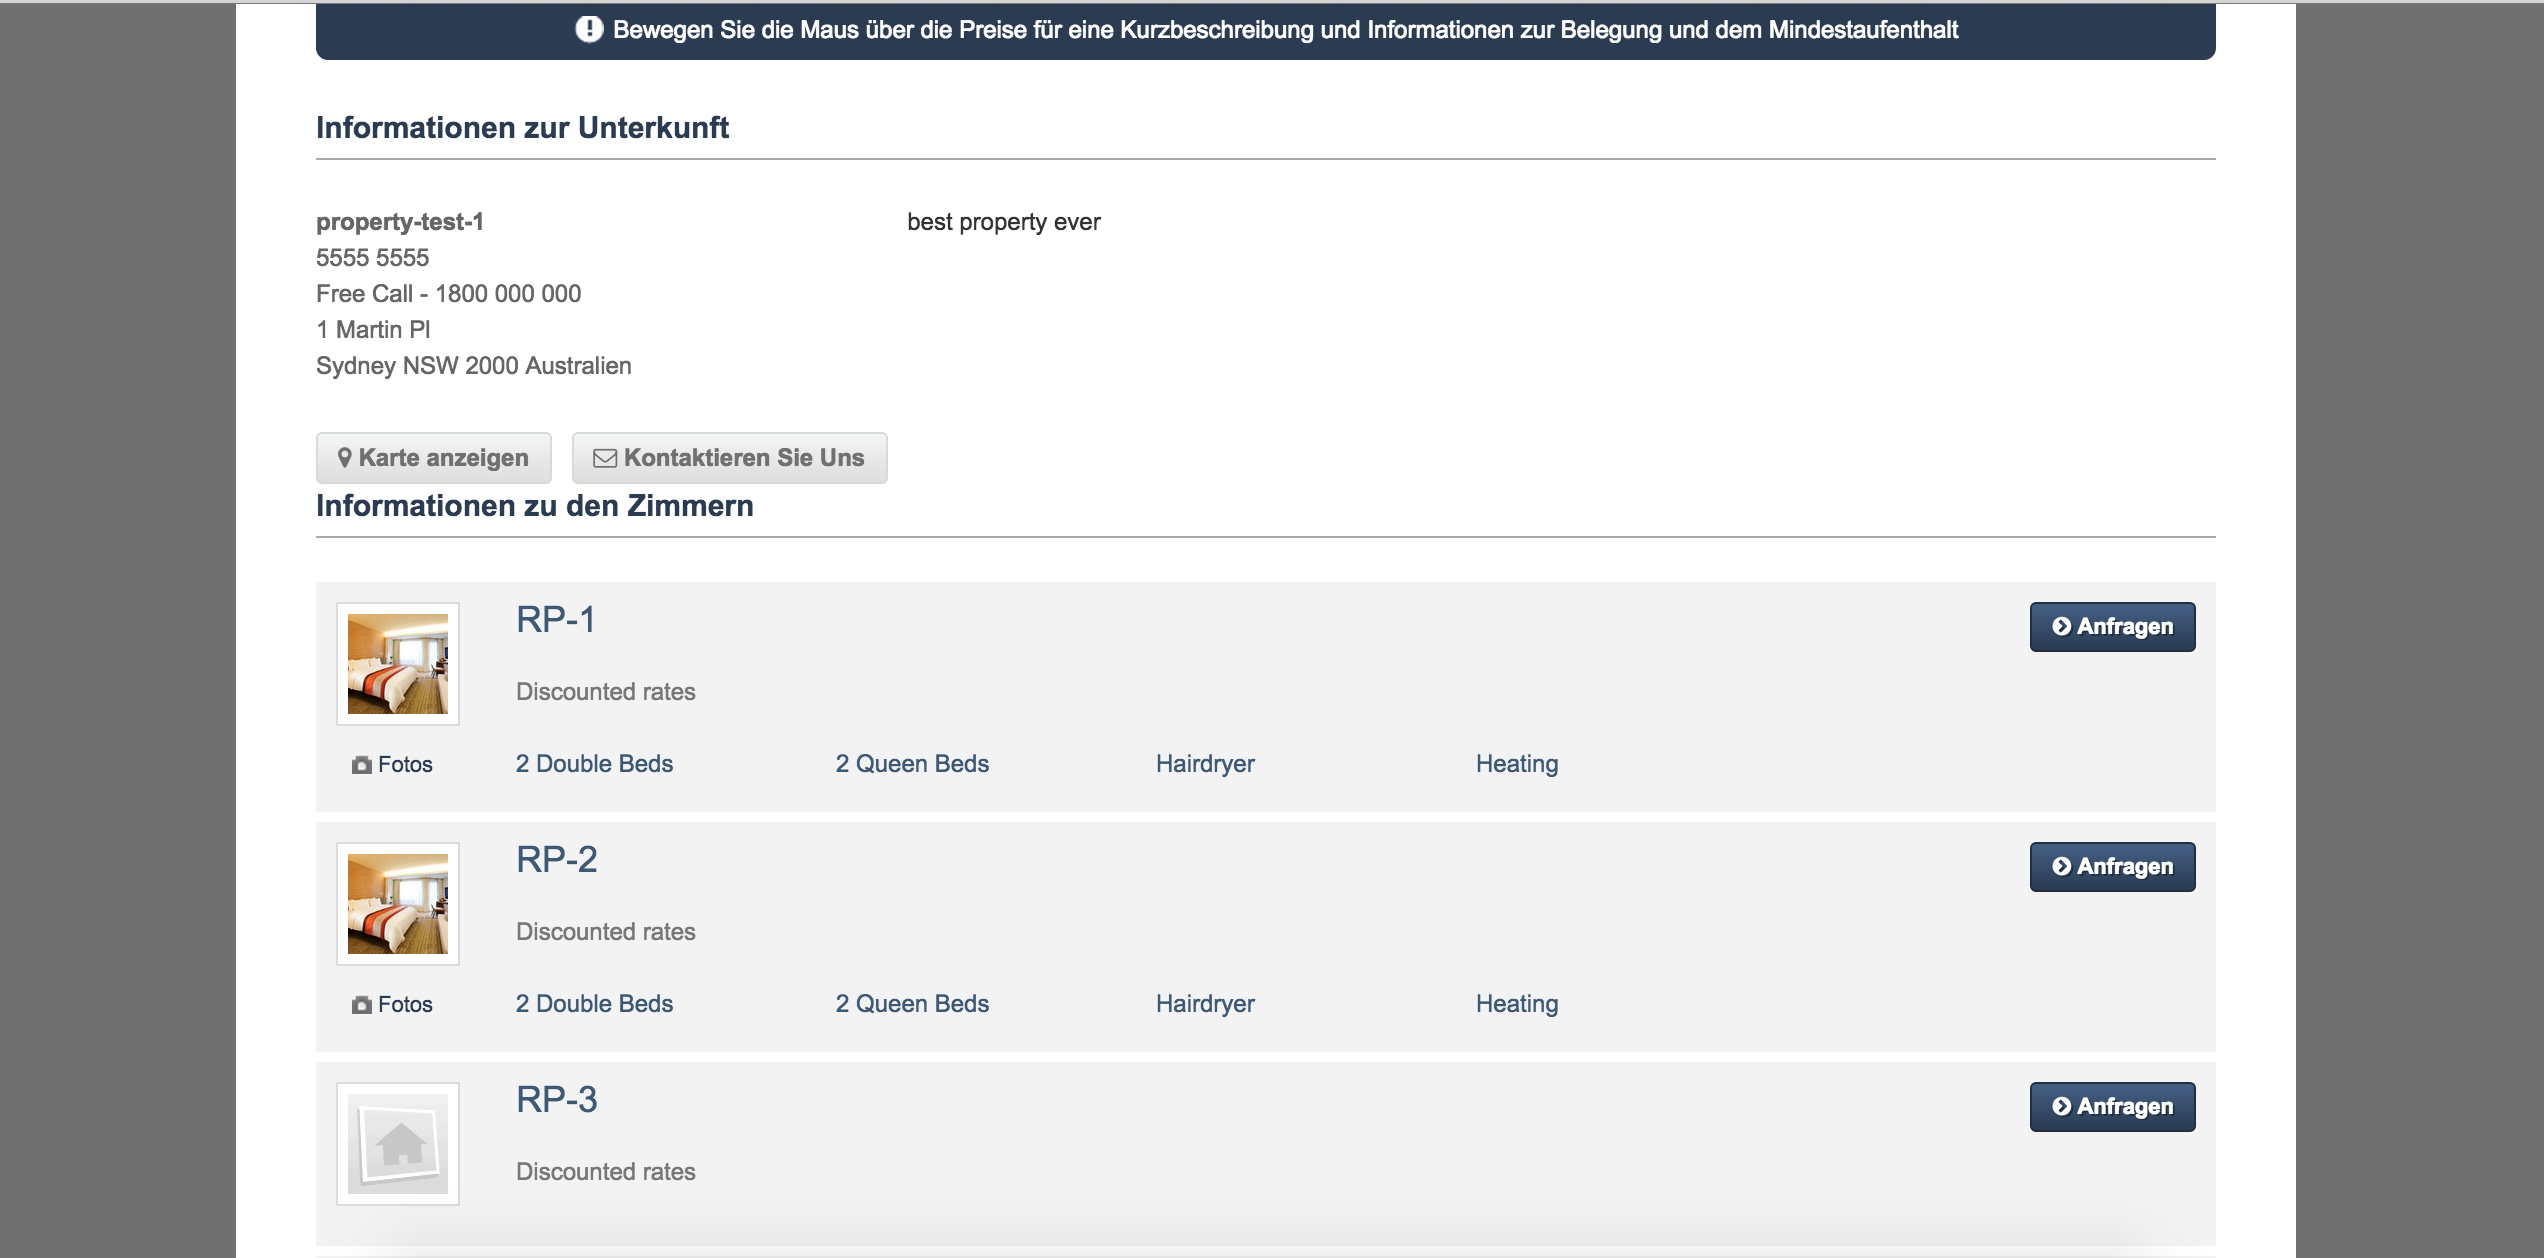 Bewegen Sie die Maus über die Preise für eine Kurzbeschreibung und Informationen zur Belegung und dem Mindestaufenthalt
Informationen zur Unterkunft
property-test-1
5555 5555
Free Call - 1800 000 000
1 Martin Pl
Sydney NSW 2000 Australien
best property ever
Karte anzeigen
Kontaktieren Sie Uns
Informationen zu den Zimmern
RP-1
Anfragen
Discounted rates
Fotos
2 Double Beds
2 Queen Beds
Hairdryer
Heating
RP-2
Anfragen
Discounted rates
Fotos
2 Double Beds
2 Queen Beds
Hairdryer
Heating
RP-3
Anfragen
Discounted rates